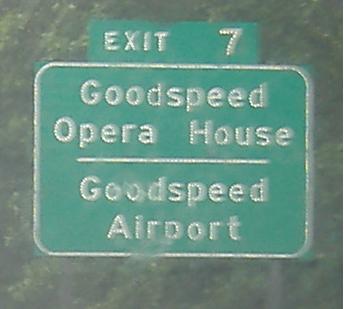 EXIT 7
Goodspeed
Opera House
Goodspeed
Airport